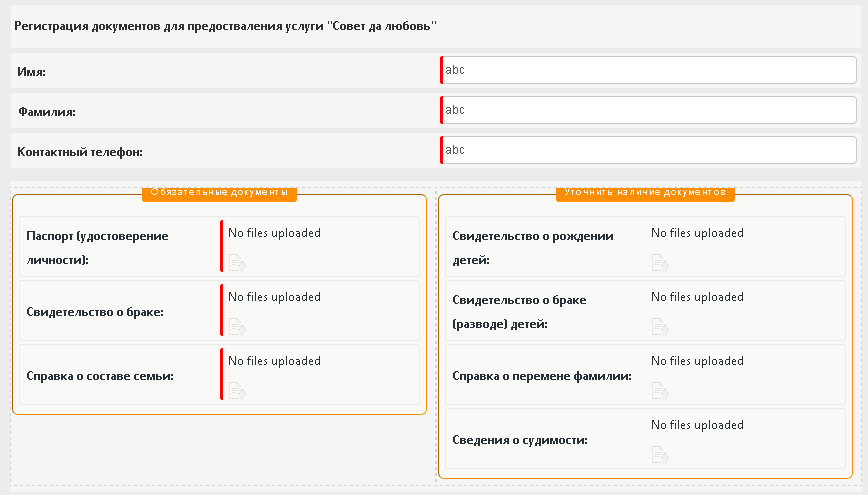 Регистрация документов для предостваления услуги "Совет да любовь"
Имя:
abc
Фамилия:
abc
Контактный телефон:
abc
Обязательные документы
Паспорт (удостоверение
личности):
No files uploaded
Свидетельство о браке:
No files uploaded
Справка о составе семьи:
No files uploaded
Уточнить наличие документов
Свидетельство о рождении
детей:
No files uploaded
Свидетельство о браке
(разводе) детей:
No files uploaded
Справка о перемене фамилии:
No files uploaded
Сведения о судимости:
No files uploaded